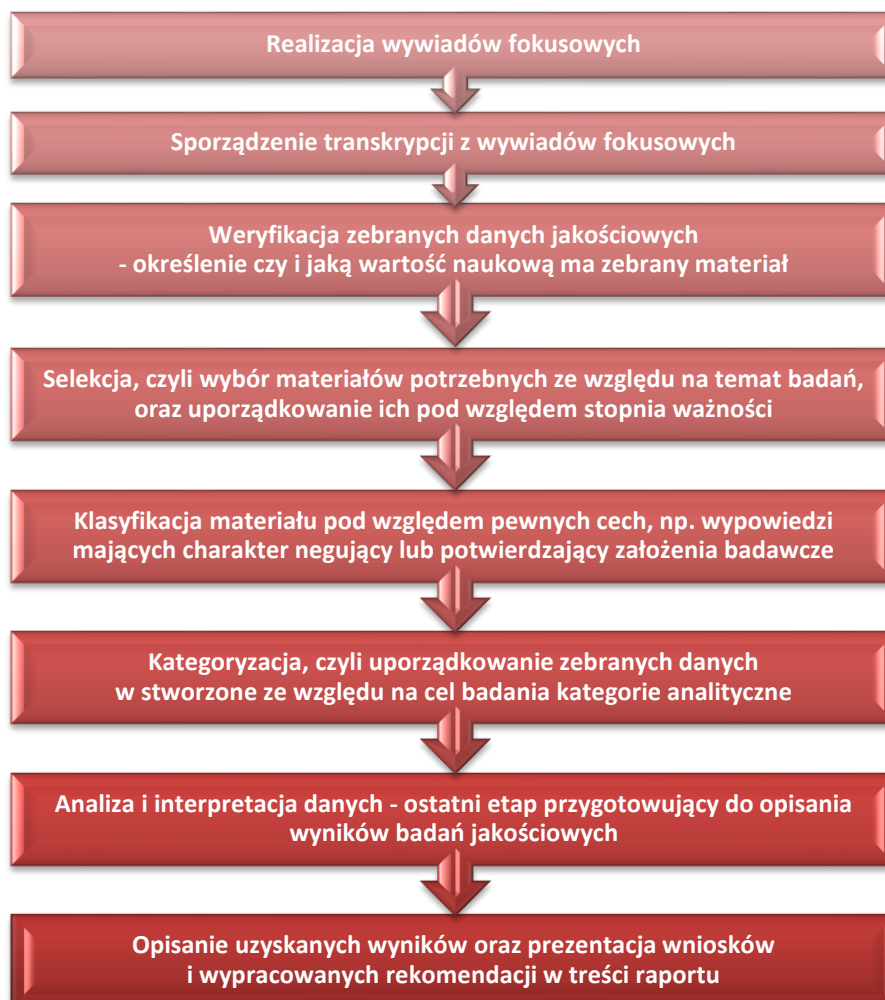 Realizacja wywiadów fokusowych
Sporządzenie transkrypcji z wywiadów fokusowych
Weryfikacja zebranych danych jakościowych
- określenie czy i jaką wartość naukową ma zebrany materiał
Selekcja, czyli wybór materiałów potrzebnych ze względu na temat badań,
oraz uporządkowanie ich pod względem stopnia ważności
Klasyfikacja materiału pod względem pewnych cech, np. wypowiedzi
mających charakter negujący lub potwierdzający założenia badawcze
Kategoryzacja, czyli uporządkowanie zebranych danych
w stworzone ze względu na cel badania kategorie analityczne
Analiza i interpretacja danych - ostatni etap przygotowujący do opisania
wyników badań jakościowych
Opisanie uzyskanych wyników oraz prezentacja wniosków
i wypracowanych rekomendacji w treści raportu